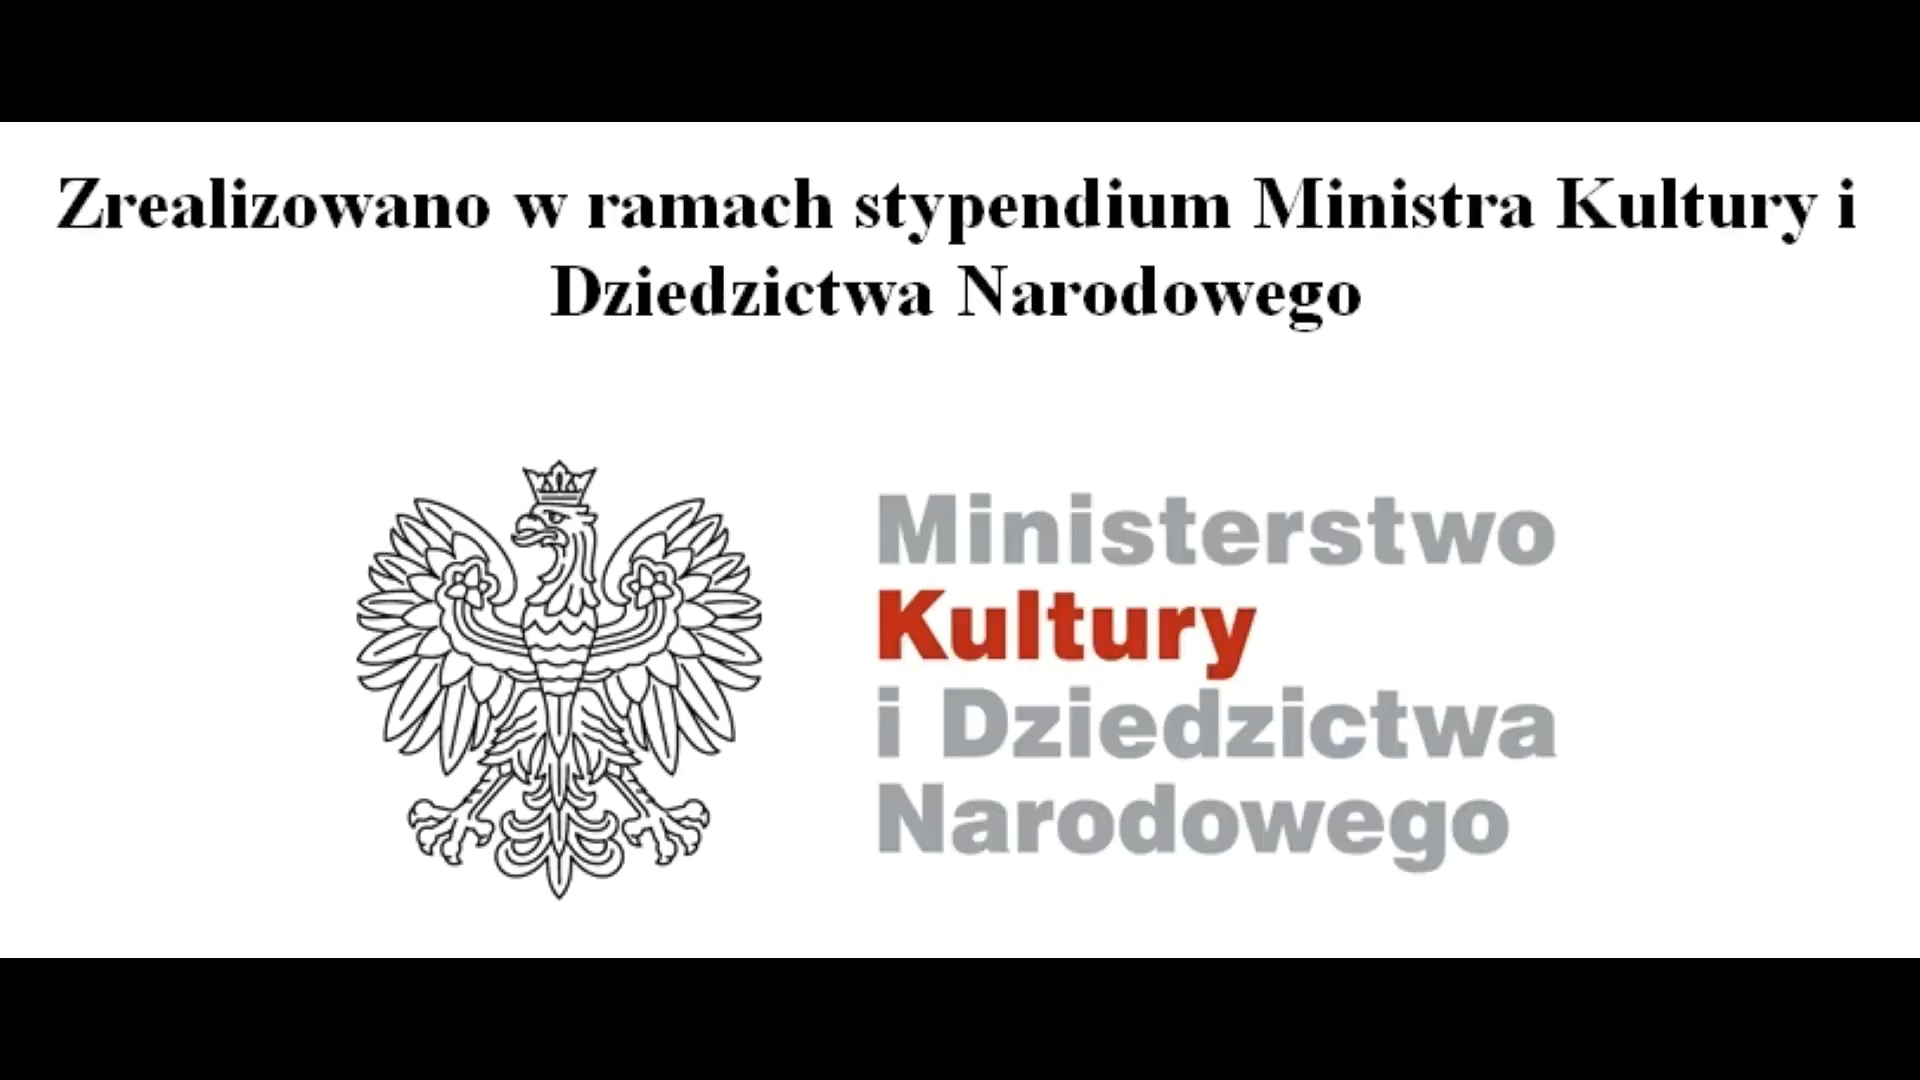 Zrealizowano w ramach stypendium Ministra Kultury i
Dziedzictwa Narodowego
Ministerstwo
Kultury
i Dziedzictwa
Narodowego